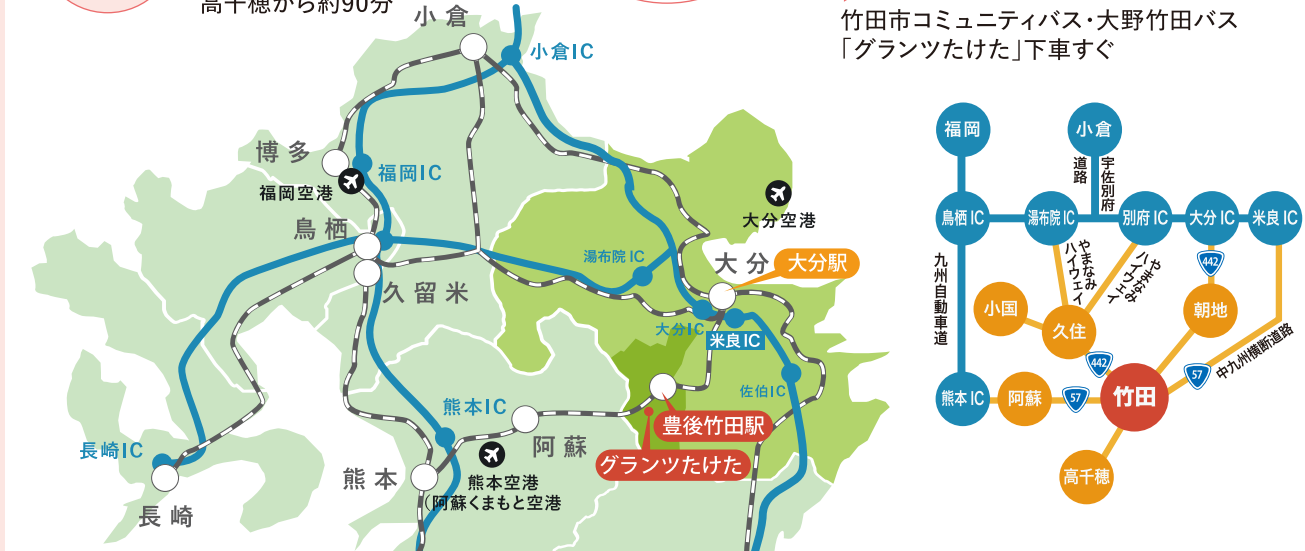 高千穂から約90分
竹田市コミュニティバス・大野竹田バス
「グランツたけた」下車すぐ
小倉
小倉IC
博多
福岡IC
福岡空港
鳥栖
久留米
大分空港
湯布院IC
大分
大分駅
大分IC
米良IC
佐伯IC
豊後竹田駅
グランツたけた
熊本IC
阿蘇
熊本
熊本空港
（阿蘇くまもと空港
長崎IC
長崎
福岡
小倉
道路
宇佐別府
鳥栖IC
湯布院IC
別府IC
大分IC
米良IC
九州自動車道
やまなみ
ハイウェイ
やまなみ
ハイウェイ
442
小国
久住
朝地
442
57
中九州横断道路
熊本IC
阿蘇
57
竹田
高千穂